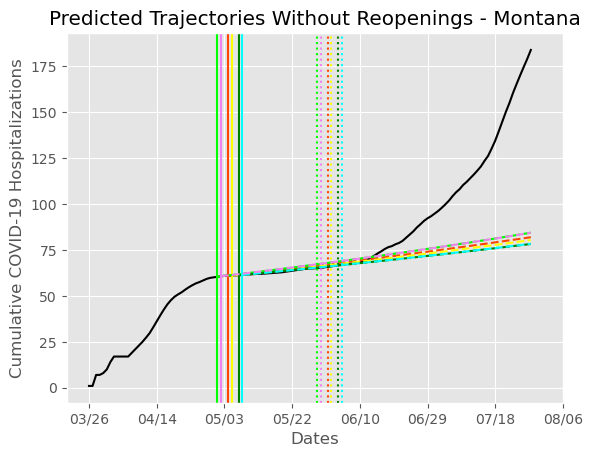 Predicted Trajectories Without Reopenings - Montana
Cumulative COVID-19 Hospitalizations
175
150
125
100
75
50
25
0
03/26 04/14 05/03 05/22 06/10 06/29 07/18 08/06
Dates